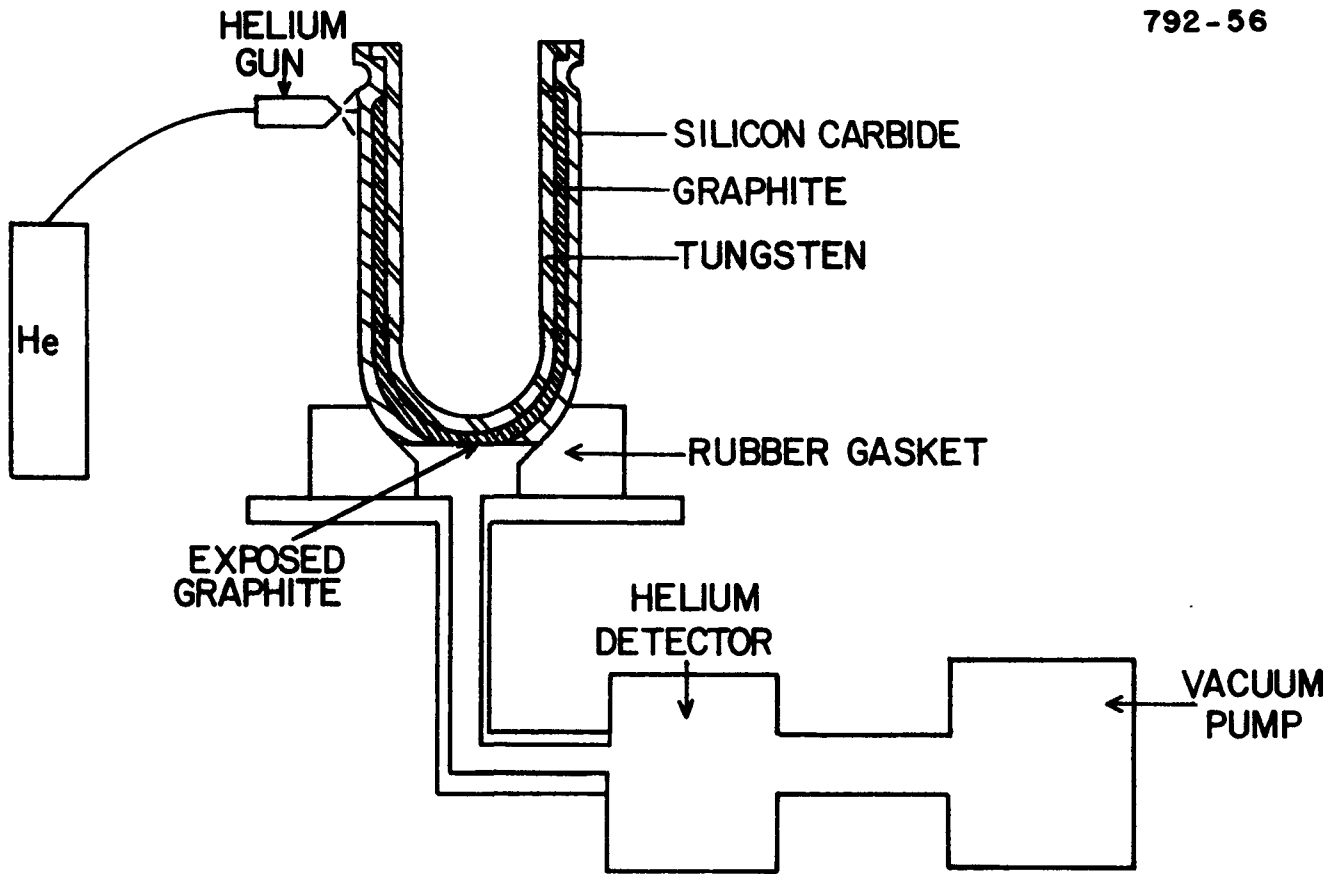 792-56
HELIUM
GUN
SILICON CARBIDE
GRAPHITE
TUNGSTEN
He
RUBBER GASKET
EXPOSED
GRAPHITE
HELIUM
DETECTOR
VACUUM
PUMP